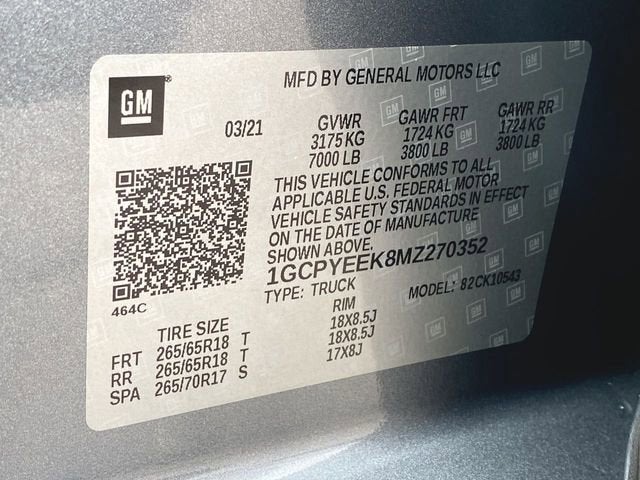 GM®
MFD BY GENERAL MOTORS LLC
03/21
GVWR GAWR FRT GAWR RR
3175 KG 1724 KG 1724 KG
7000 LB 3800 LB 3800 LB
THIS VEHICLE CONFORMS TO ALL
APPLICABLE U.S. FEDERAL MOTOR
VEHICLE SAFETY STANDARDS IN EFFECT
ON THE DATE OF MANUFACTURE
SHOWN ABOVE.
1GCPYEEK8MZ270352
TYPE: TRUCK MODEL: 82CK10543
464C
TIRE SIZE RIM
FRT 265/65R18 T 18X8.5J
RR 265/65R18 T 18X8.5J
SPA 265/70R17 S 17X8J